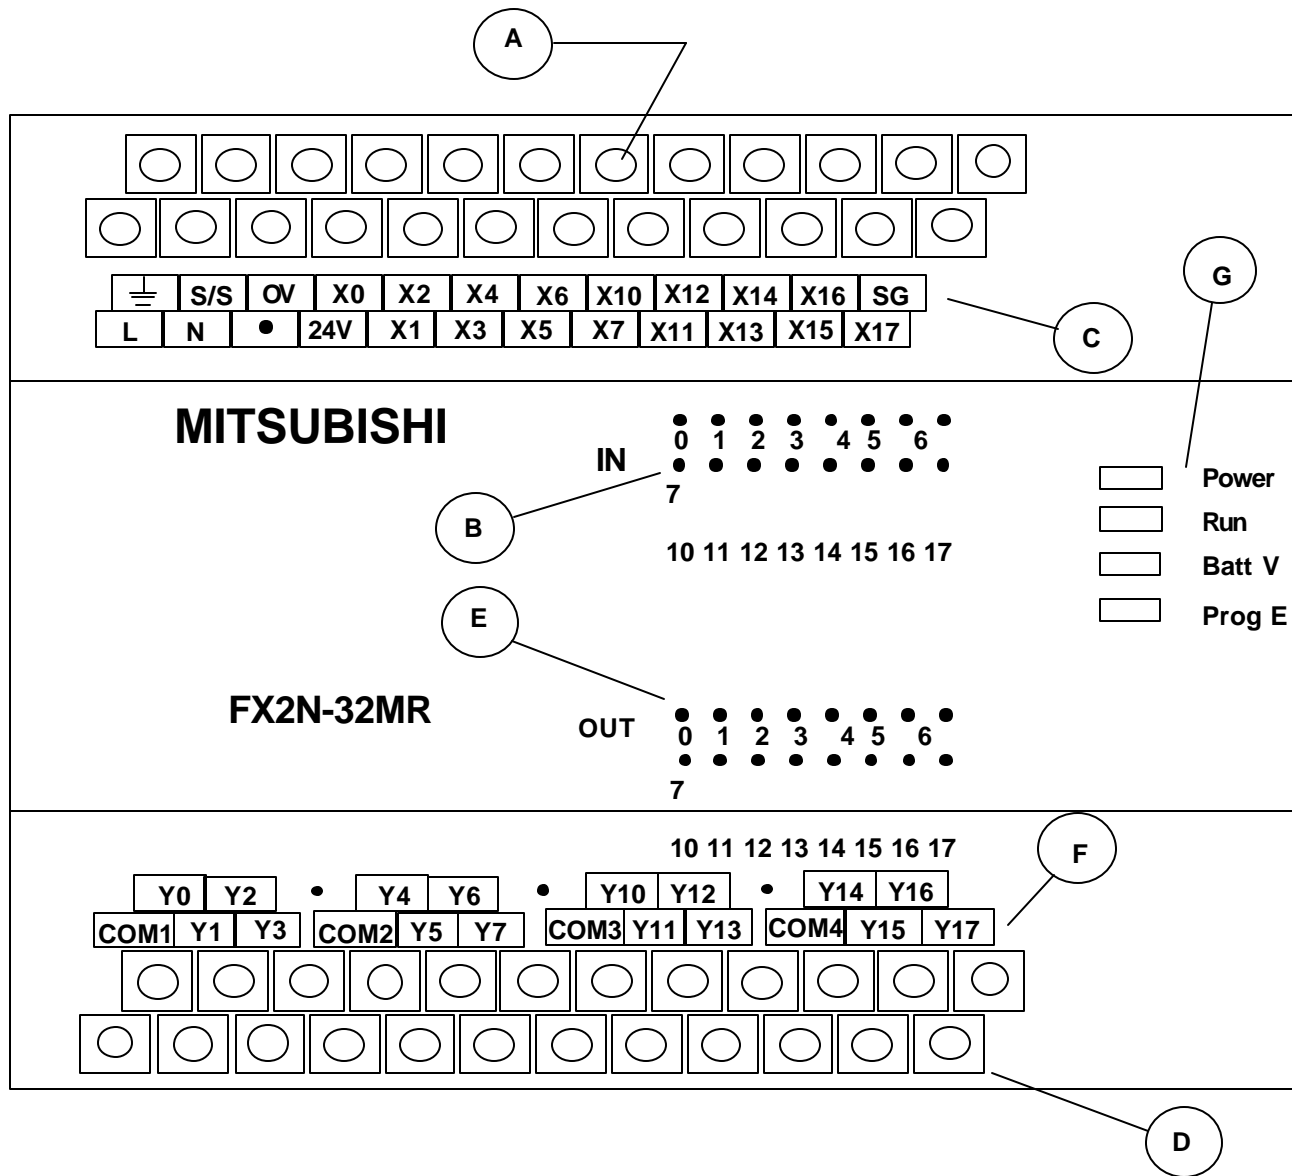 A
S/S OV X0 X2 X4 X6 X10 X12 X14 X16 SG
L N 24V X1 X3 X5 X7 X11 X13 X15 X17
G
C
MITSUBISHI
IN
0 1 2 3 4 5 6
7
10 11 12 13 14 15 16 17
B
Power
Run
Batt V
Prog E
E
FX2N-32MR
OUT
0 1 2 3 4 5 6
7
10 11 12 13 14 15 16 17
F
Y0 Y2 Y4 Y6 Y10 Y12 Y14 Y16
COM1 Y1 Y3 COM2 Y5 Y7 COM3 Y11 Y13 COM4 Y15 Y17
D